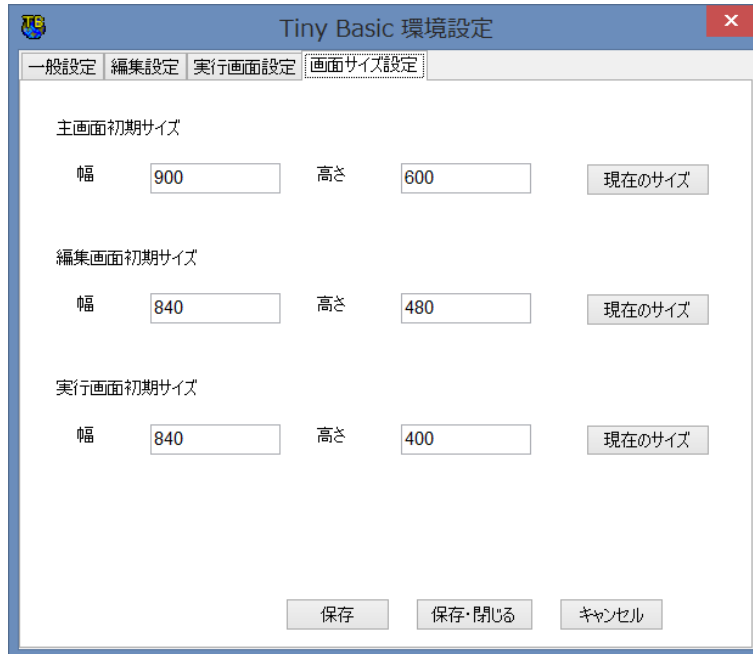 Tiny Basic 環境設定
一般設定 編集設定 実行画面設定 画面サイズ設定
主画面初期サイズ
幅 900 高さ 600 現在のサイズ
編集画面初期サイズ
幅 840 高さ 480 現在のサイズ
実行画面初期サイズ
幅 840 高さ 400 現在のサイズ
保存 保存・閉じる キャンセル